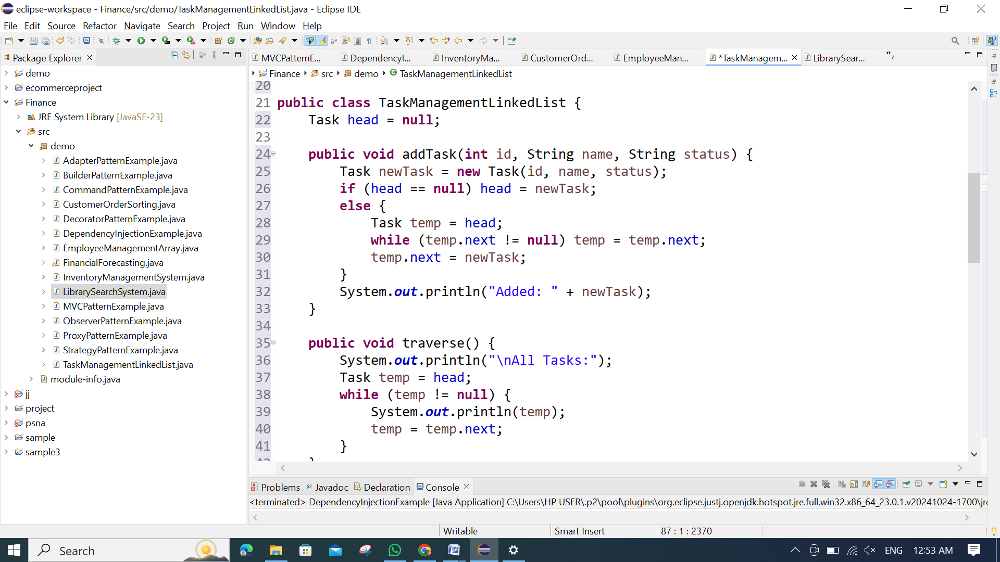 eclipse-workspace - Finance/src/demo/TaskManagementLinkedList.java - Eclipse IDE
File Edit Source Refactor Navigate Search Project Run Window Help
Package Explorer
demo
ecommerceproject
Finance
JRE System Library [JavaSE-23]
src
demo
AdapterPatternExample.java
BuilderPatternExample.java
CommandPatternExample.java
CustomerOrderSorting.java
DecoratorPatternExample.java
DependencyInjectionExample.java
EmployeeManagementArray.java
FinancialForecasting.java
InventoryManagementSystem.java
LibrarySearchSystem.java
MVCPatternExample.java
ObserverPatternExample.java
ProxyPatternExample.java
StrategyPatternExample.java
TaskManagementLinkedList.java
module-info.java
jj
project
psna
sample
sample3
MVCPatternE... DependencyI... InventoryMa... CustomerOrd... EmployeeMan... *TaskManagem... LibrarySear... »7
Finance src demo TaskManagementLinkedList
20
21 public class TaskManagementLinkedList {
22     Task head = null;
23
24     public void addTask(int id, String name, String status) {
25         Task newTask = new Task(id, name, status);
26         if (head == null) head = newTask;
27         else {
28             Task temp = head;
29             while (temp.next != null) temp = temp.next;
30             temp.next = newTask;
31         }
32         System.out.println("Added: " + newTask);
33     }
34
35     public void traverse() {
36         System.out.println("\nAll Tasks:");
37         Task temp = head;
38         while (temp != null) {
39             System.out.println(temp);
40             temp = temp.next;
41         }
Problems @ Javadoc Declaration Console
<terminated> DependencyInjectionExample [Java Application] C:\Users\HP USER\.p2\pool\plugins\org.eclipse.justj.openjdk.hotspot.jre.full.win32.x86_64_23.0.1.v20241024-1700\jre
Writable Smart Insert 87 : 1 : 2370
Search ENG 12:53 AM